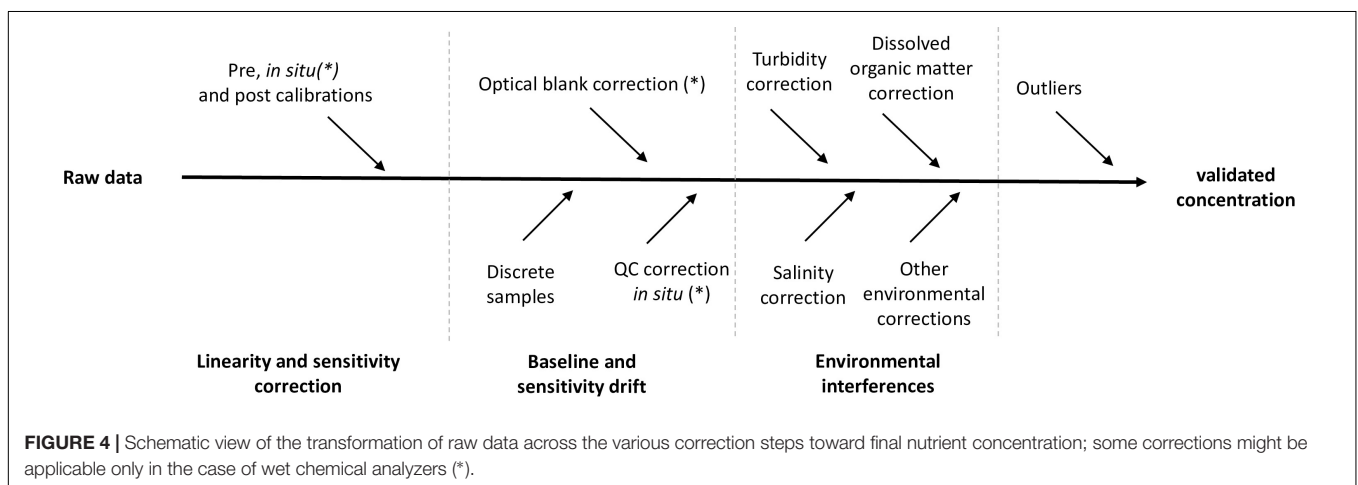 Pre, in situ(*)
and post calibrations
Optical blank correction (*)
Turbidity
correction
Dissolved
organic matter
correction
Outliers
Raw data
validated
concentration
Discrete
samples
QC correction
in situ (*)
Salinity
correction
Other
environmental
corrections
Linearity and sensitivity
correction
Baseline and
sensitivity drift
Environmental
interferences
FIGURE 4 | Schematic view of the transformation of raw data across the various correction steps toward final nutrient concentration; some corrections might be
applicable only in the case of wet chemical analyzers (*).